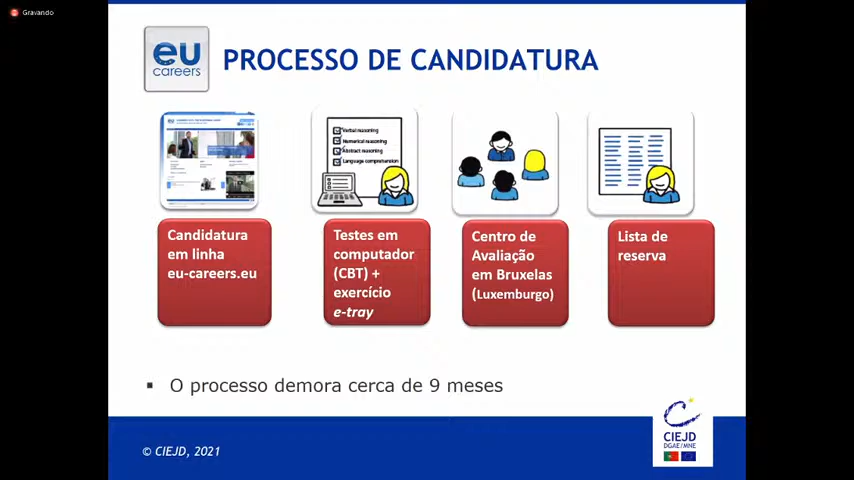 Gravando
eu
careers
PROCESSO DE CANDIDATURA
Verbal reasoning
Numerical reasoning
Abstract reasoning
Language comprehension
Candidatura
em linha
eu-careers.eu
Testes em
computador
(CBT) +
exercício
e-tray
Centro de
Avaliação
em Bruxelas
(Luxemburgo)
Lista de
reserva
▪ O processo demora cerca de 9 meses
© CIEJD, 2021
CIEJD
DGAE/MNE